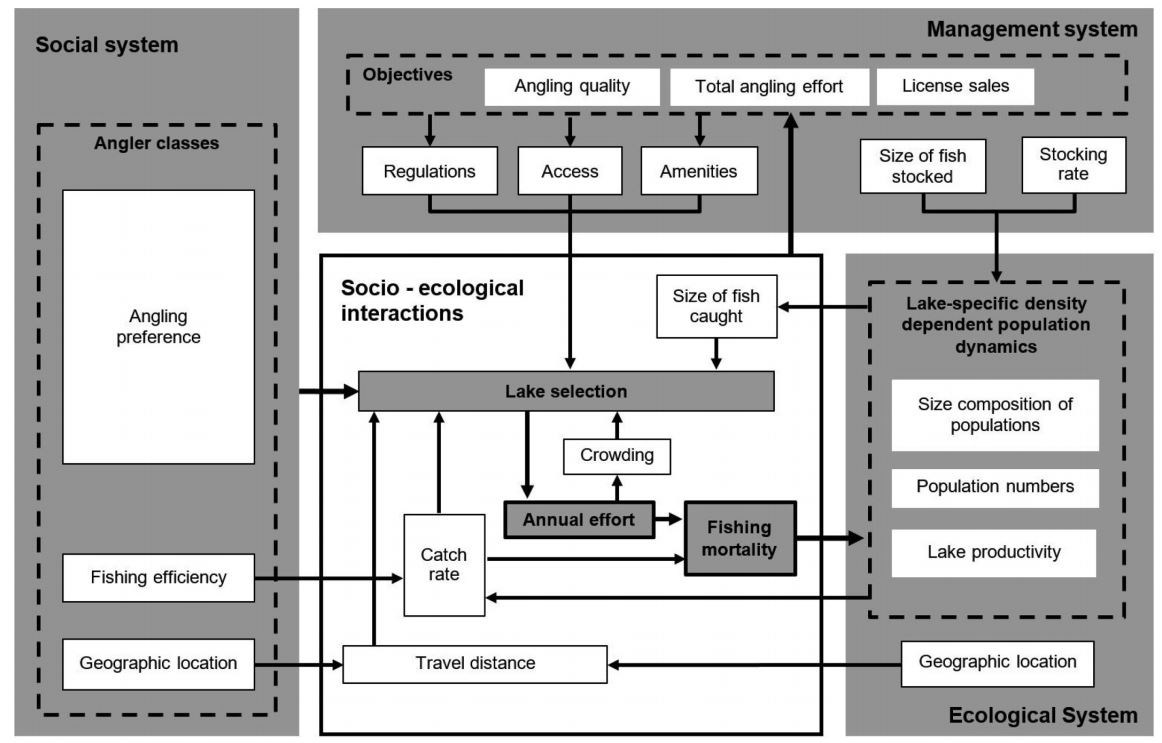 Social system
Angler classes
Angling
preference
Fishing efficiency
Geographic location
Management system
Objectives
Angling quality
Total angling effort
License sales
Regulations
Access
Amenities
Size of fish
stocked
Stocking
rate
Socio - ecological
interactions
Size of fish
caught
Lake selection
Crowding
Annual effort
Fishing
mortality
Catch
rate
Travel distance
Lake-specific density
dependent population
dynamics
Size composition of
populations
Population numbers
Lake productivity
Geographic location
Ecological System